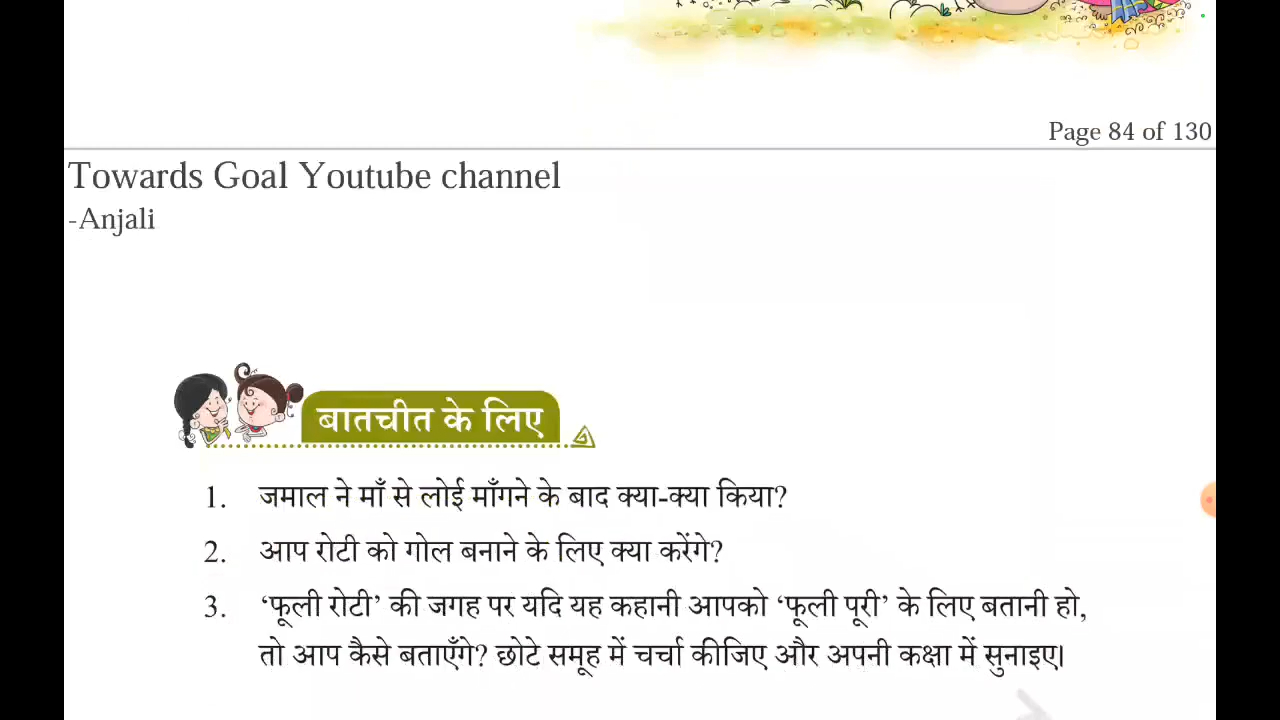 Page 84 of 130
Towards Goal Youtube channel
-Anjali
बातचीत के लिए
1. जमाल ने माँ से लोई माँगने के बाद क्या-क्या किया?
2. आप रोटी को गोल बनाने के लिए क्या करेंगे?
3. ‘फूली रोटी’ की जगह पर यदि यह कहानी आपको ‘फूली पूरी’ के लिए बतानी हो,
तो आप कैसे बताएँगे? छोटे समूह में चर्चा कीजिए और अपनी कक्षा में सुनाइए।